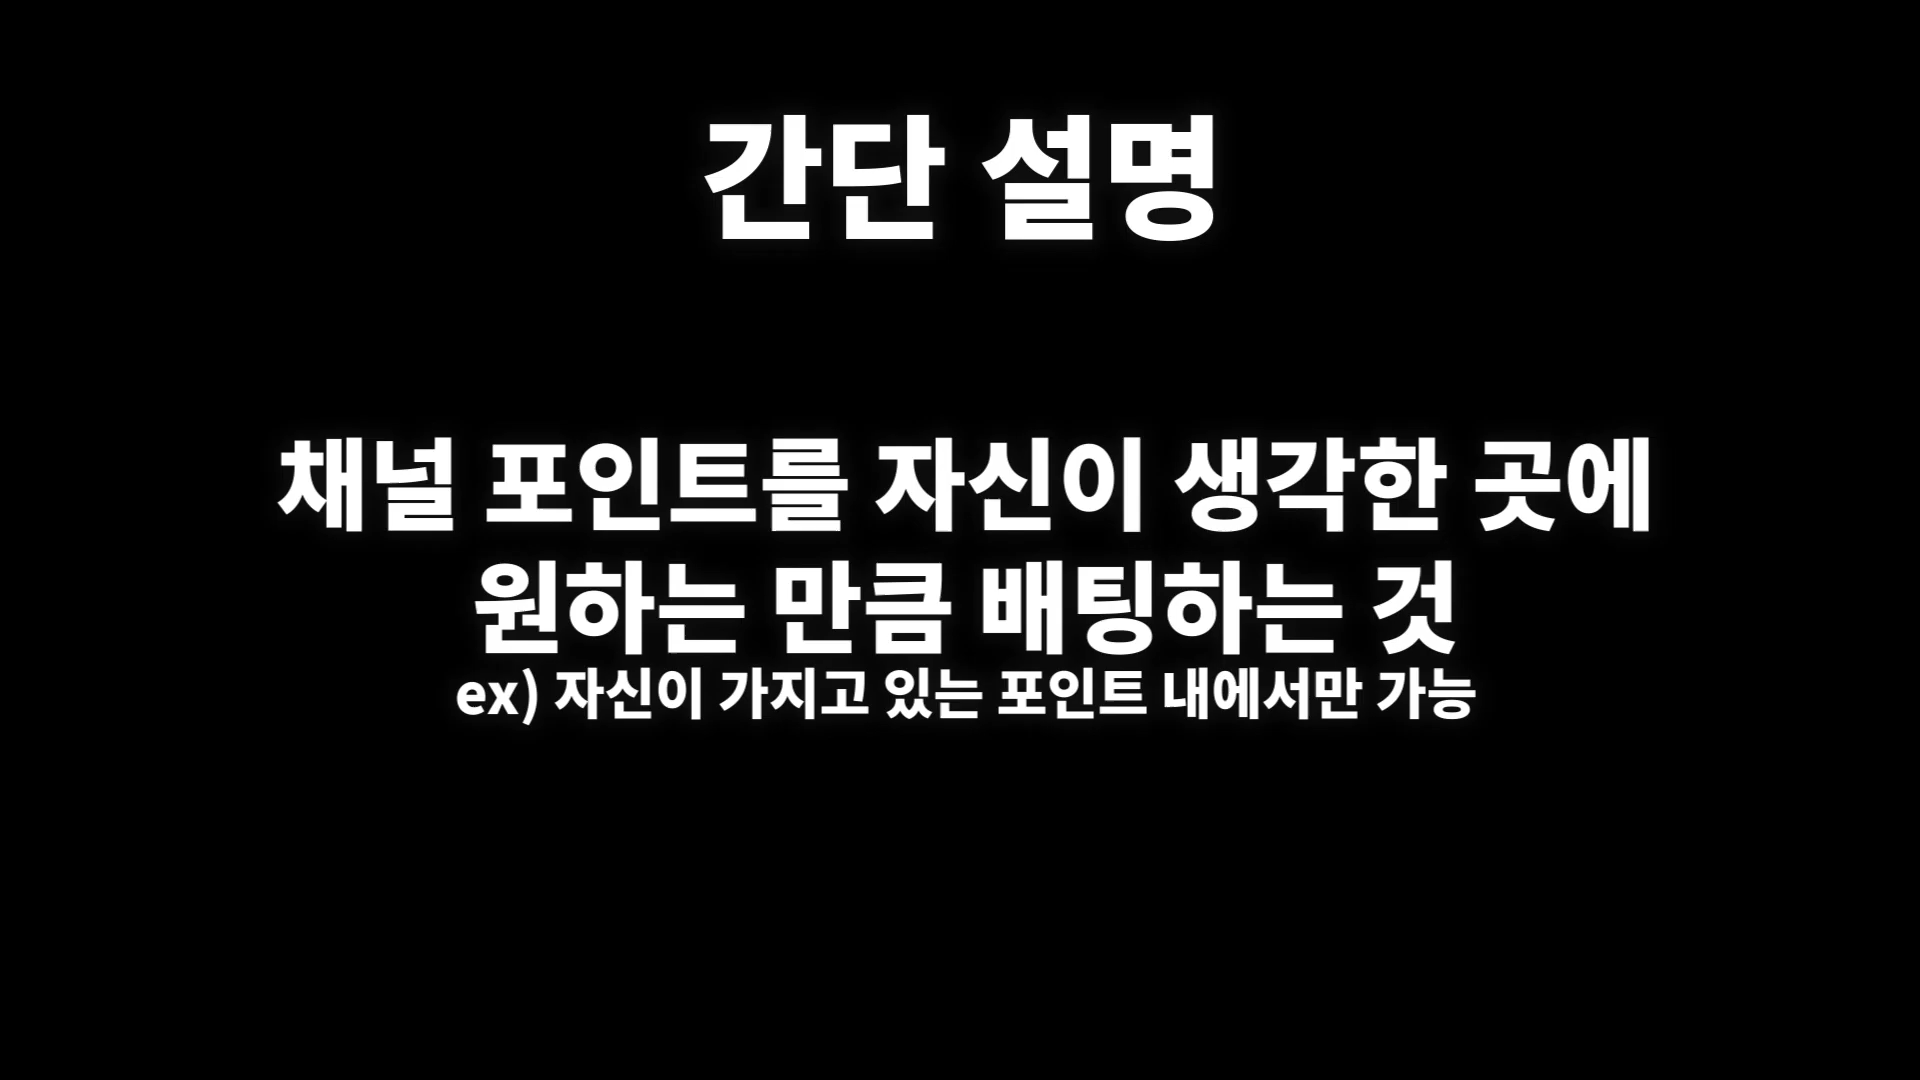 간단 설명
채널 포인트를 자신이 생각한 곳에
원하는 만큼 배팅하는 것
ex) 자신이 가지고 있는 포인트 내에서만 가능